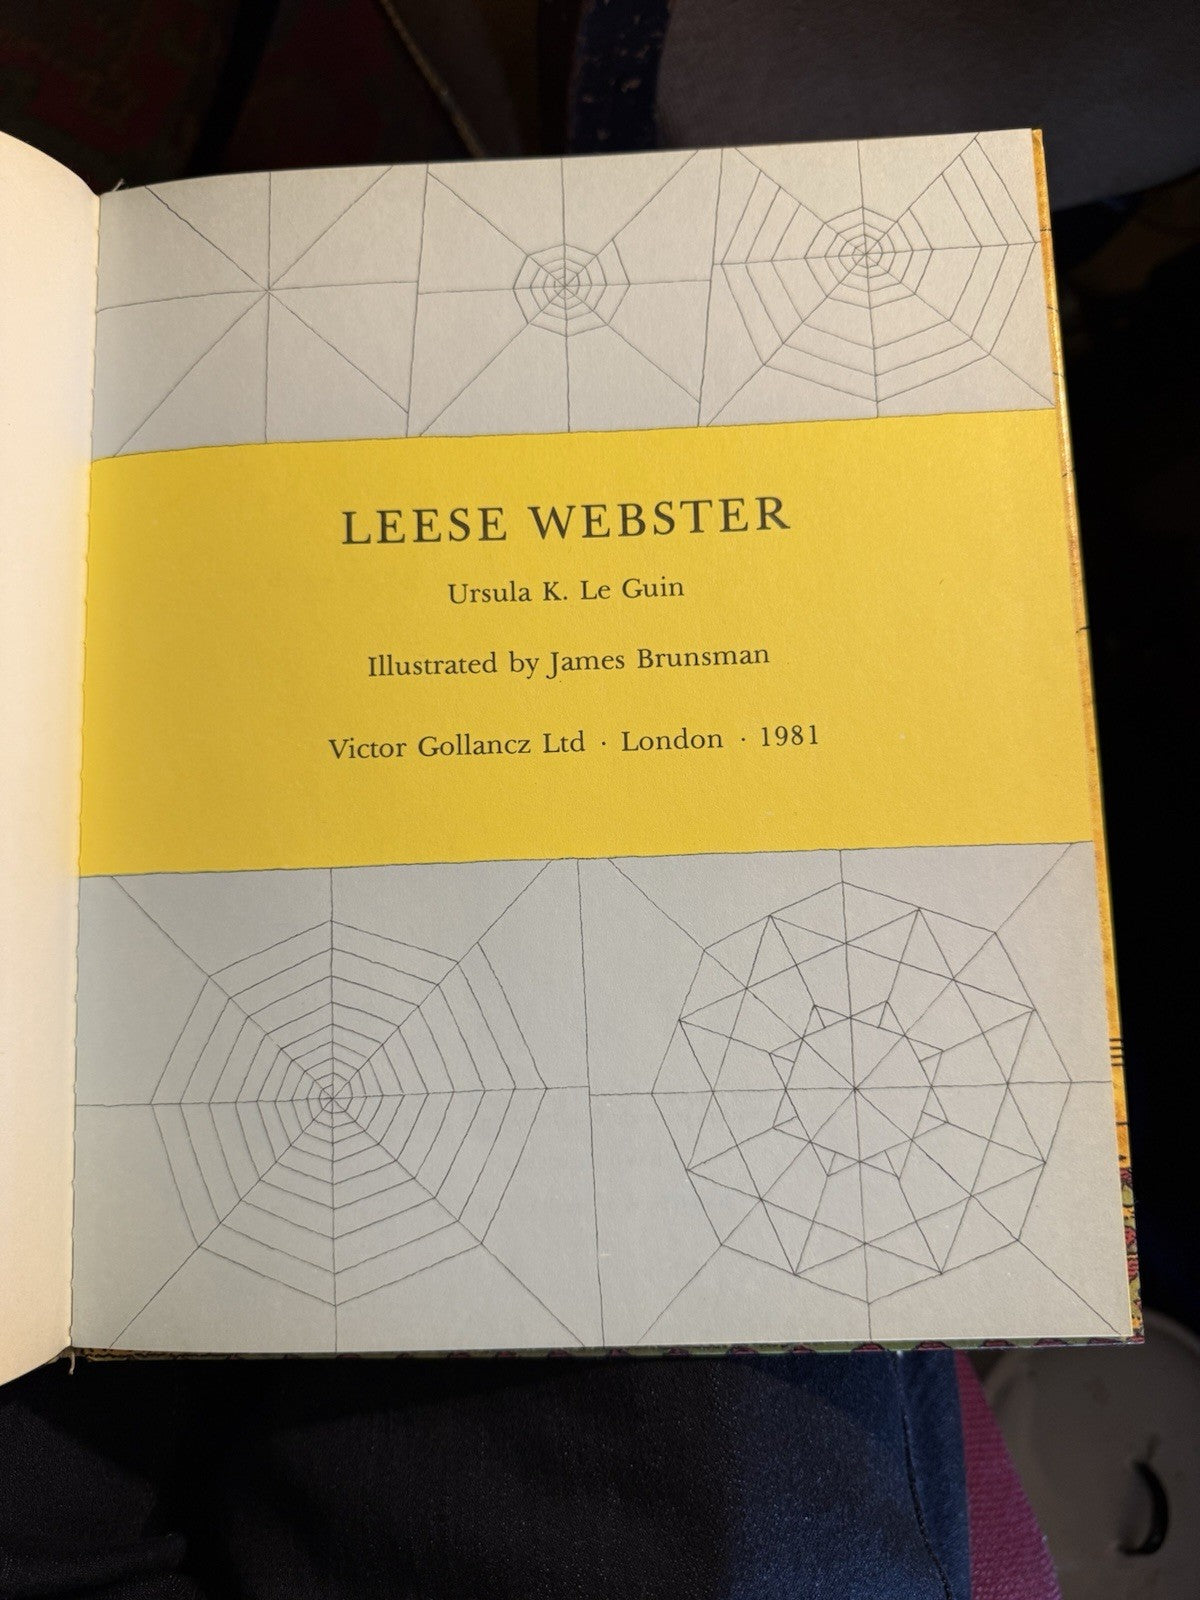 LEESE WEBSTER
Ursula K. Le Guin
Illustrated by James Brunsman
Victor Gollancz Ltd · London · 1981